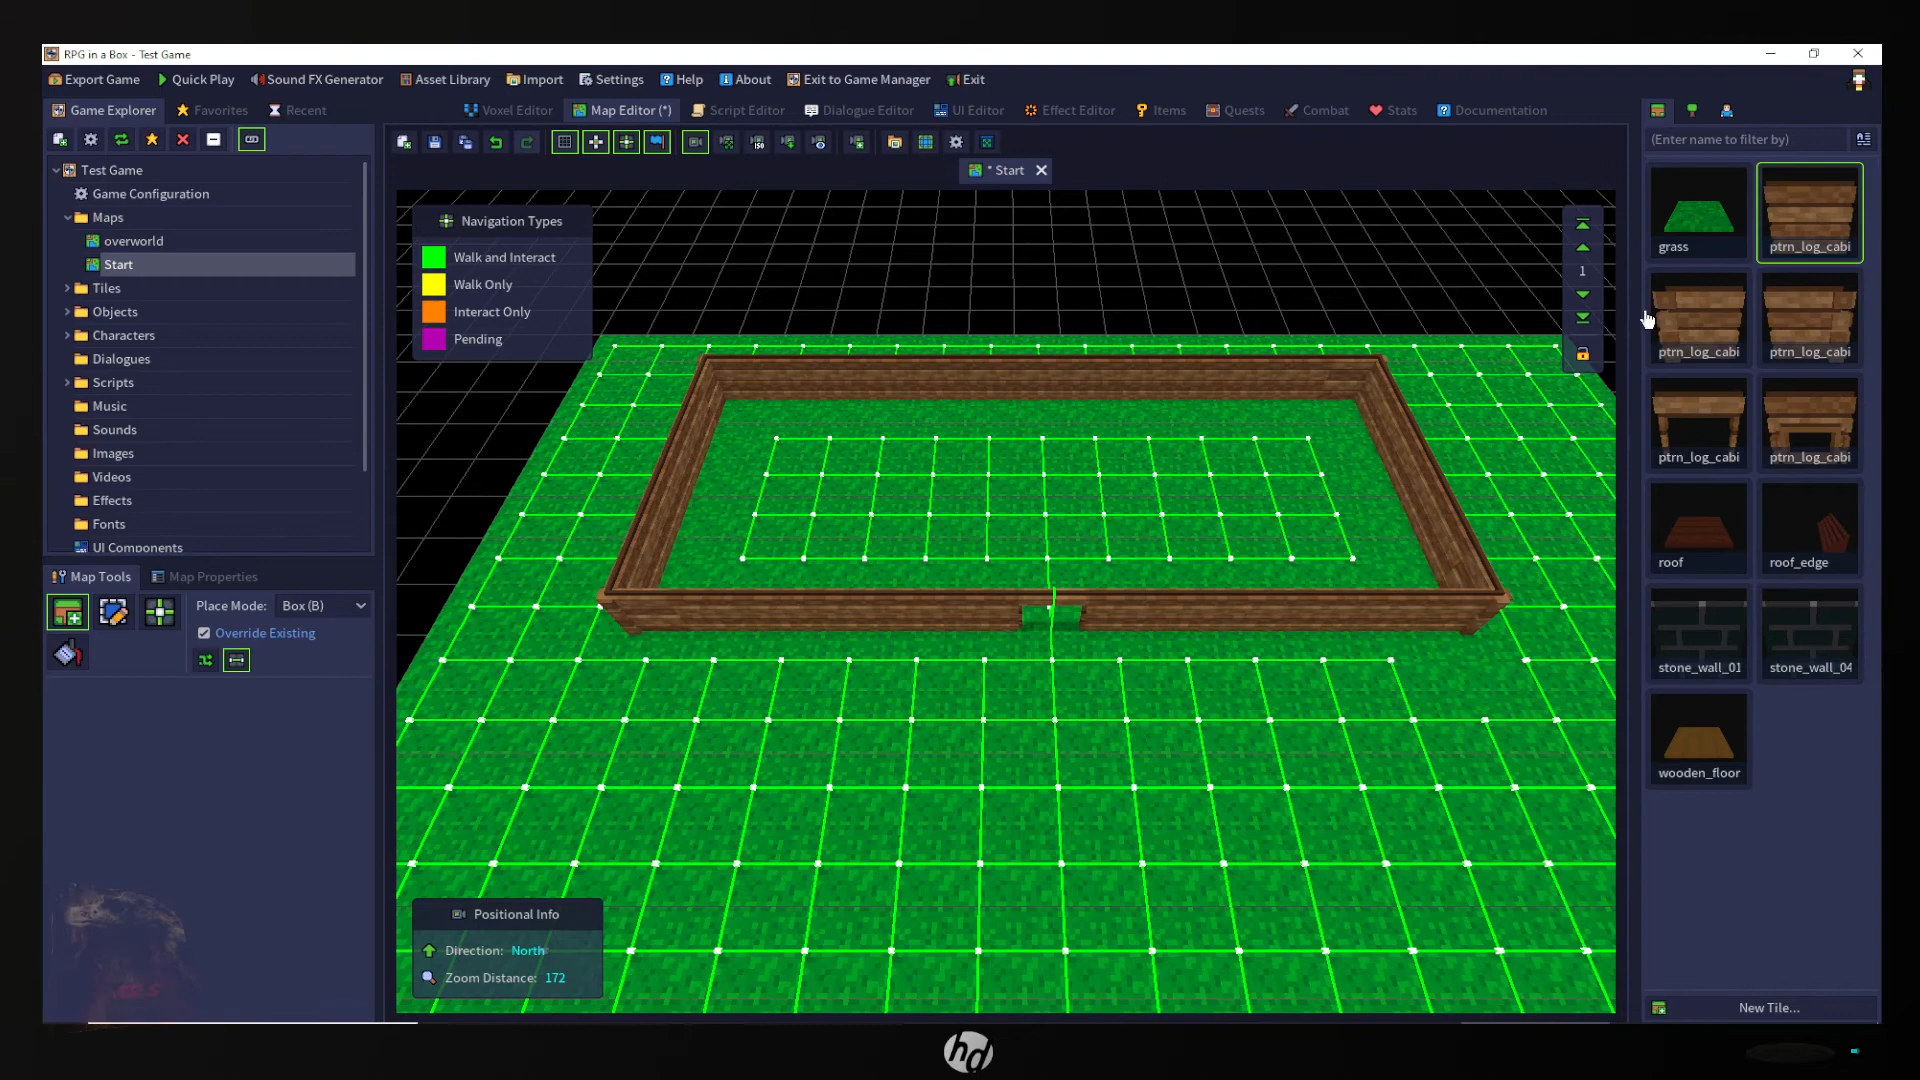 RPG in a Box - Test Game
Export Game Quick Play Sound FX Generator Asset Library Import Settings Help About Exit to Game Manager Exit
Game Explorer Favorites Recent Voxel Editor Map Editor (*) Script Editor Dialogue Editor UI Editor Effect Editor Items Quests Combat Stats Documentation
ISO
(Enter name to filter by)
* Start
Test Game
Game Configuration
Maps
overworld
Start
Tiles
Objects
Characters
Dialogues
Scripts
Music
Sounds
Images
Videos
Effects
Fonts
UI Components
Navigation Types
Walk and Interact
Walk Only
Interact Only
Pending
1
grass
ptrn_log_cabi
ptrn_log_cabi
ptrn_log_cabi
ptrn_log_cabi
ptrn_log_cabi
roof
roof_edge
stone_wall_01
stone_wall_04
wooden_floor
Map Tools Map Properties
Place Mode: Box (B)
Override Existing
Positional Info
Direction: North
Zoom Distance: 172
New Tile...
hp